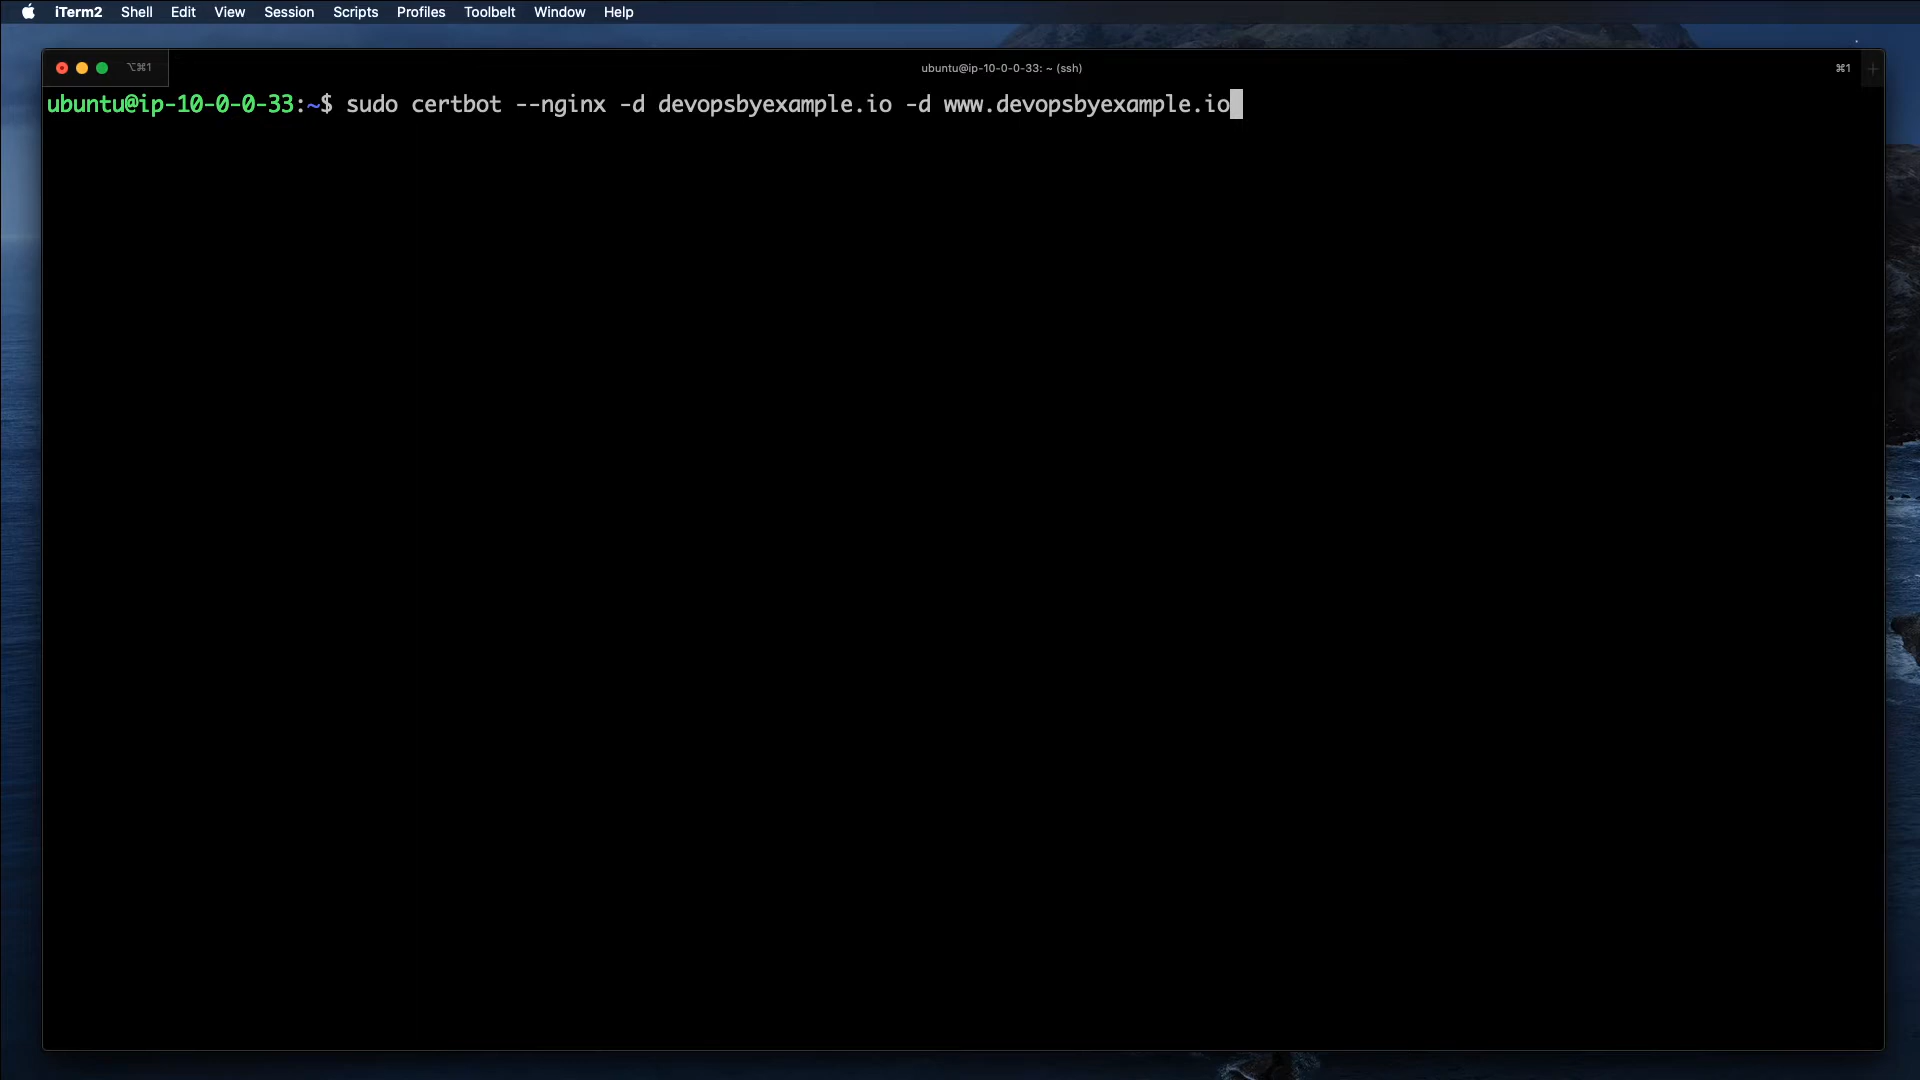 iTerm2 Shell Edit View Session Scripts Profiles Toolbelt Window Help
⌥⌘1 ubuntu@ip-10-0-0-33: ~ (ssh) ⌘1
ubuntu@ip-10-0-0-33:~$ sudo certbot --nginx -d devopsbyexample.io -d www.devopsbyexample.io